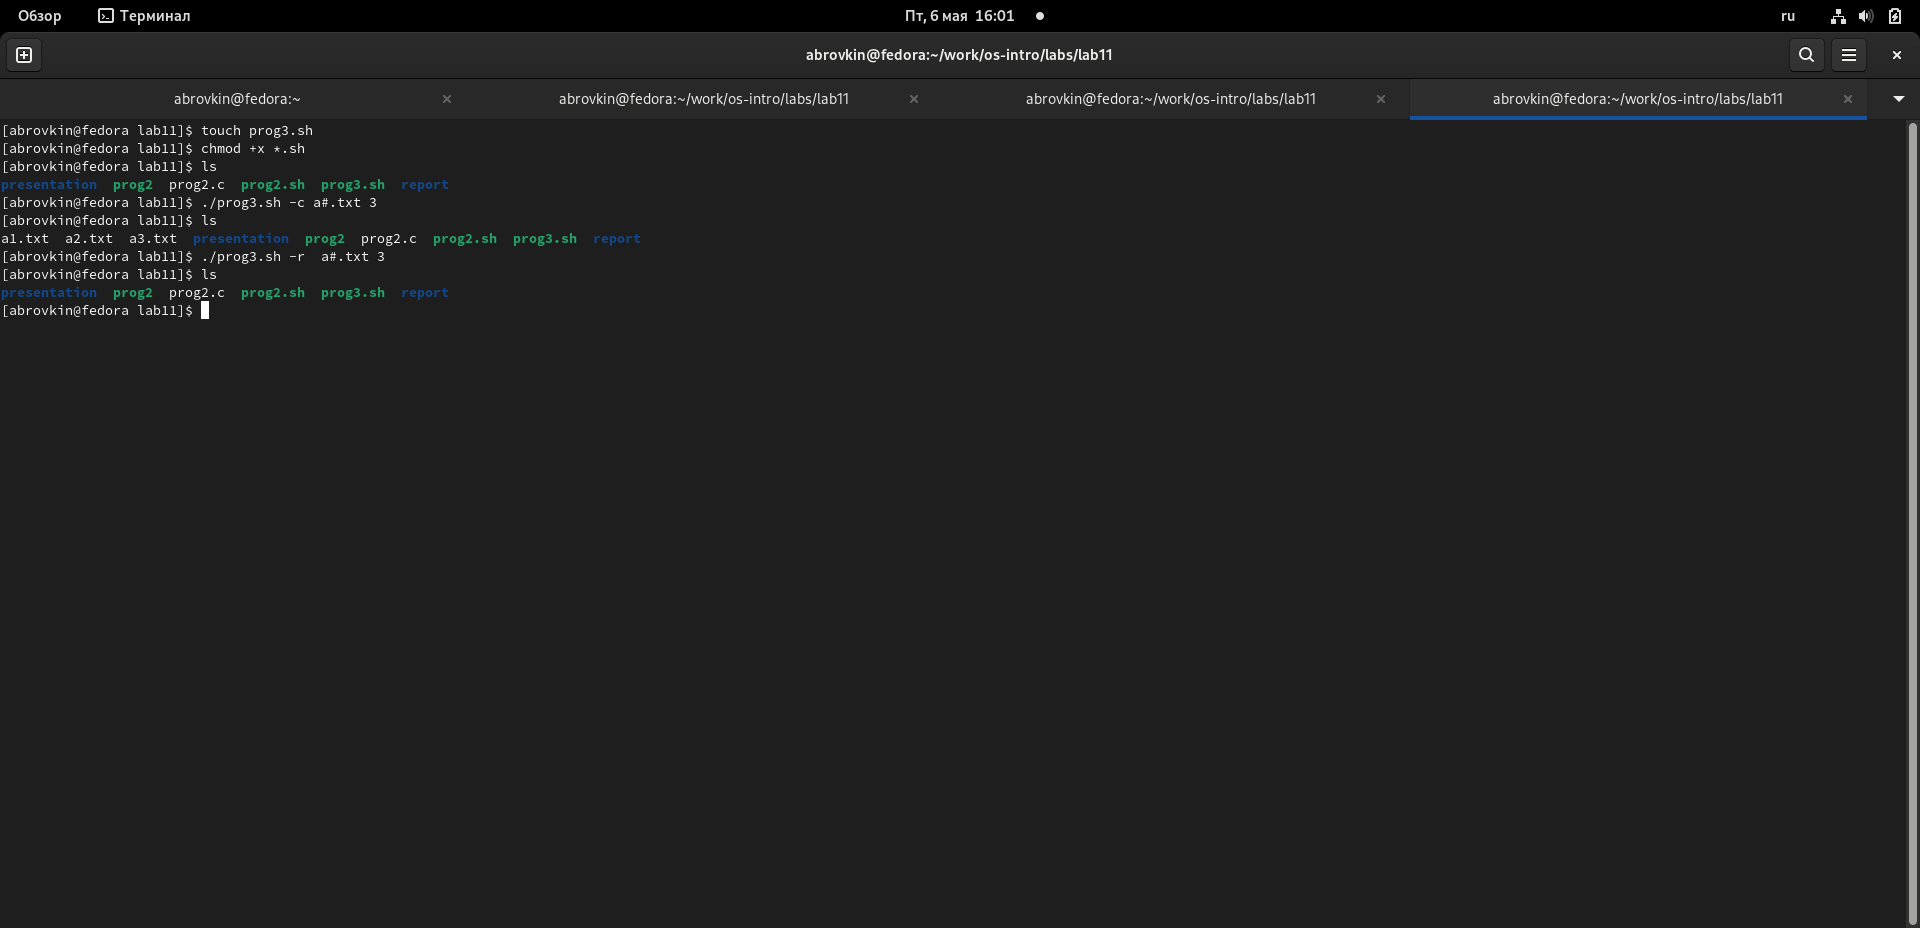 Обзор Терминал Пт, 6 мая 16:01 ru
abrovkin@fedora:~/work/os-intro/labs/lab11
abrovkin@fedora:~ abrovkin@fedora:~/work/os-intro/labs/lab11 abrovkin@fedora:~/work/os-intro/labs/lab11 abrovkin@fedora:~/work/os-intro/labs/lab11
[abrovkin@fedora lab11]$ touch prog3.sh
[abrovkin@fedora lab11]$ chmod +x *.sh
[abrovkin@fedora lab11]$ ls
presentation  prog2  prog2.c  prog2.sh  prog3.sh  report
[abrovkin@fedora lab11]$ ./prog3.sh -c a#.txt 3
[abrovkin@fedora lab11]$ ls
a1.txt  a2.txt  a3.txt  presentation  prog2  prog2.c  prog2.sh  prog3.sh  report
[abrovkin@fedora lab11]$ ./prog3.sh -r  a#.txt 3
[abrovkin@fedora lab11]$ ls
presentation  prog2  prog2.c  prog2.sh  prog3.sh  report
[abrovkin@fedora lab11]$